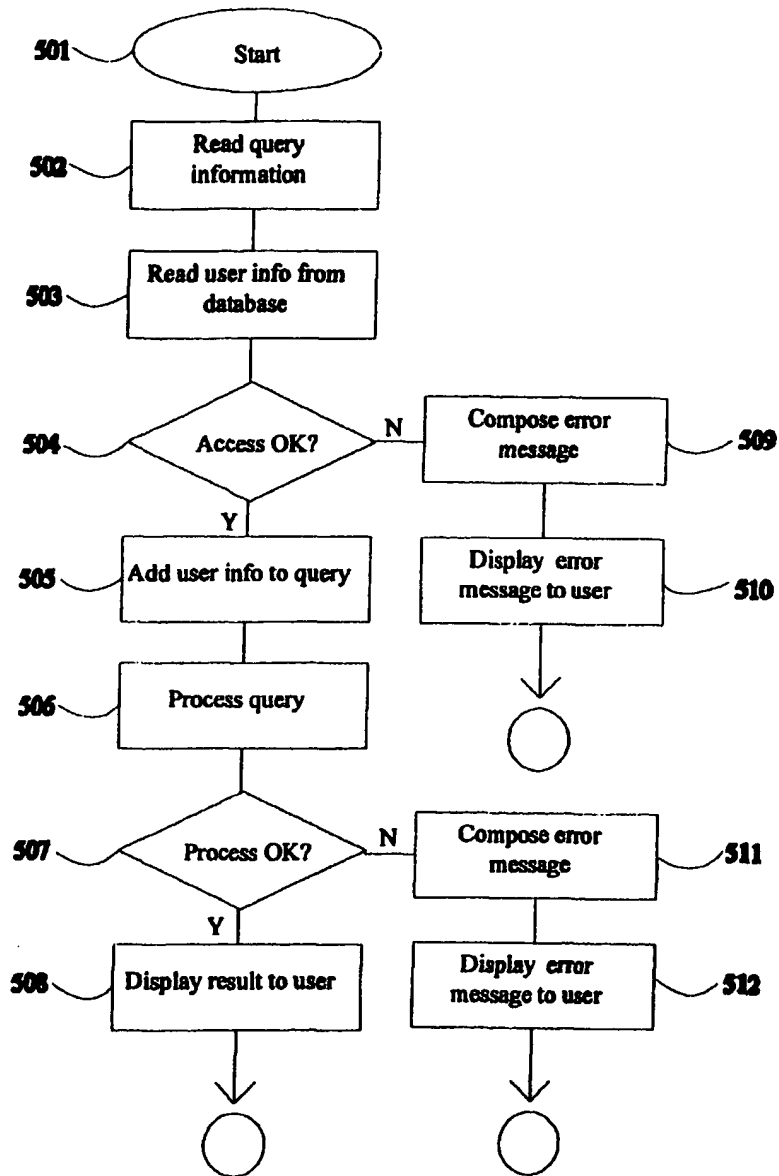 501
Start
502
Read query
information
503
Read user info from
database
504
Access OK?
N
Compose error
message
509
Y
505
Add user info to query
Display error
message to user
510
506
Process query
507
Process OK?
N
Compose error
message
511
Y
508
Display result to user
Display error
message to user
512